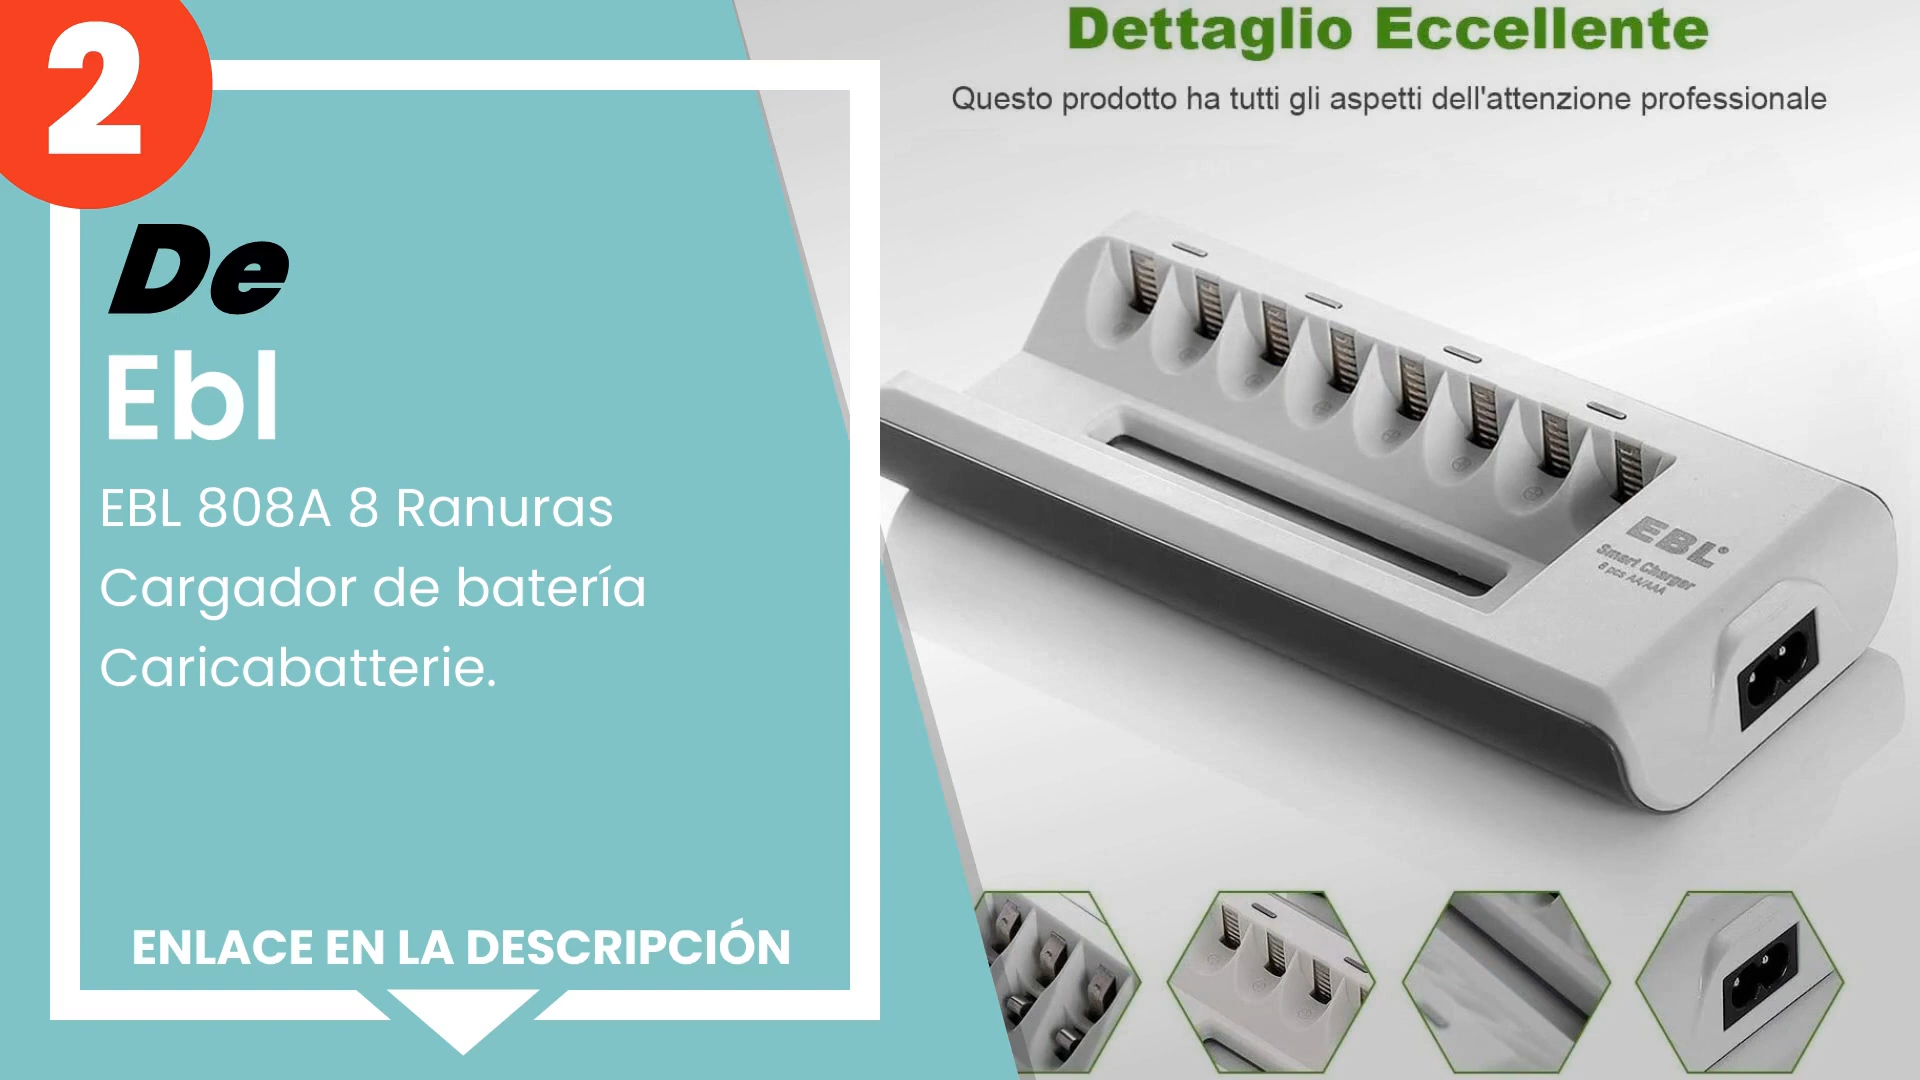 2
De
Ebl
EBL 808A 8 Ranuras
Cargador de batería
Caricabatterie.
ENLACE EN LA DESCRIPCIÓN
Dettaglio Eccellente
Questo prodotto ha tutti gli aspetti dell'attenzione professionale
EBL®
Smart Charger
8 pcs AA/AAA